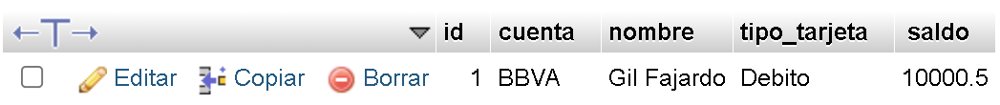 id cuenta nombre tipo_tarjeta saldo
Editar Copiar Borrar 1 BBVA Gil Fajardo Debito 10000.5